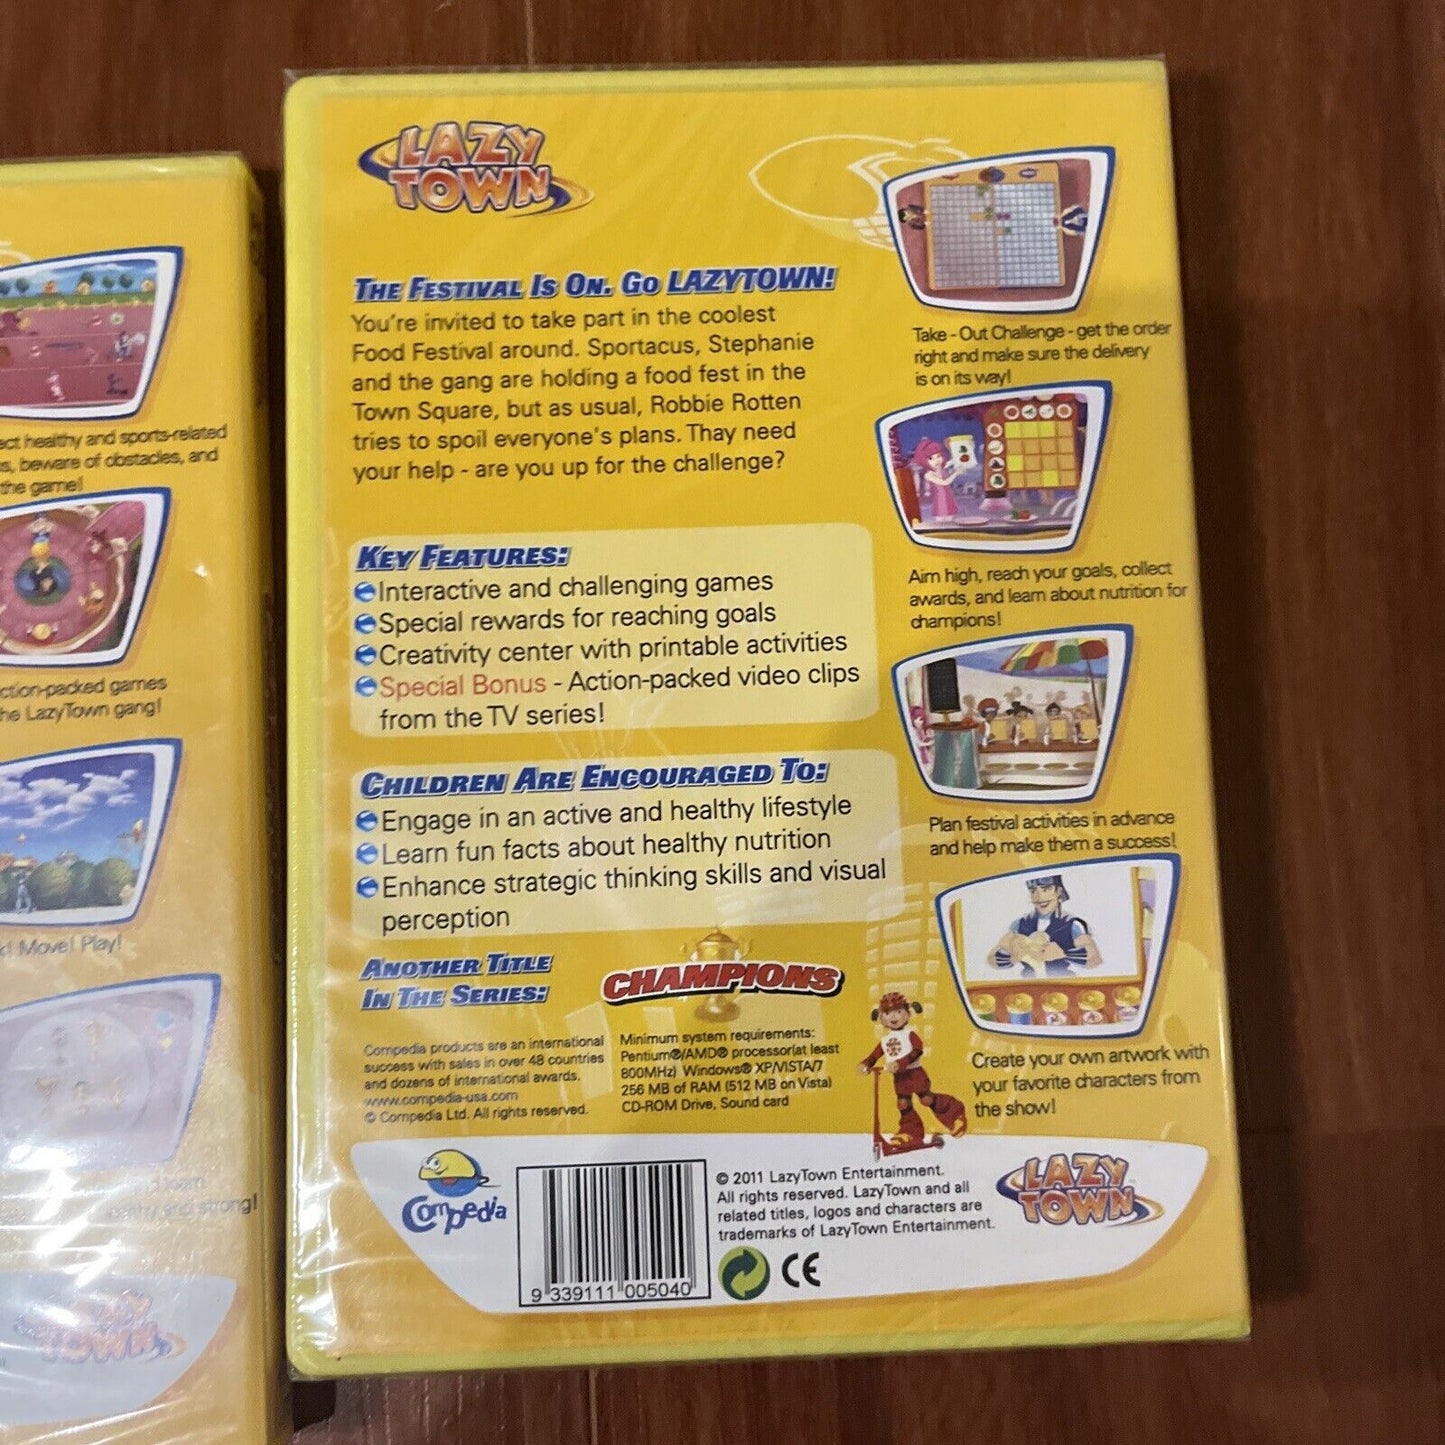 ect healthy and sports-related
s, beware of obstacles, and
the game!
ction-packed games
he LazyTown gang!
Move! Play!
and strong!
LAZY
TOWN
LAZY
TOWN
THE FESTIVAL IS ON. GO LAZYTOWN!
You're invited to take part in the coolest
Food Festival around. Sportacus, Stephanie
and the gang are holding a food fest in the
Town Square, but as usual, Robbie Rotten
tries to spoil everyone's plans. Thay need
your help - are you up for the challenge?
KEY FEATURES:
Interactive and challenging games
Special rewards for reaching goals
Creativity center with printable activities
Special Bonus - Action-packed video clips
from the TV series!
CHILDREN ARE ENCOURAGED TO:
Engage in an active and healthy lifestyle
Learn fun facts about healthy nutrition
Enhance strategic thinking skills and visual
perception
ANOTHER TITLE
IN THE SERIES:
CHAMPIONS
Compedia products are an international
success with sales in over 48 countries
and dozens of international awards.
www.compedia-usa.com
© Compedia Ltd. All rights reserved.
Minimum system requirements:
Pentium®/AMD® processor(at least
800MHz) Windows® XP/VISTA/7
256 MB of RAM (512 MB on Vista)
CD-ROM Drive, Sound card
Take - Out Challenge - get the order
right and make sure the delivery
is on its way!
Aim high, reach your goals, collect
awards, and learn about nutrition for
champions!
Plan festival activities in advance
and help make them a success!
Create your own artwork with
your favorite characters from
the show!
Compedia
9 339111 005040
© 2011 LazyTown Entertainment.
All rights reserved. LazyTown and all
related titles, logos and characters are
trademarks of LazyTown Entertainment.
CE
LAZY
TOWN